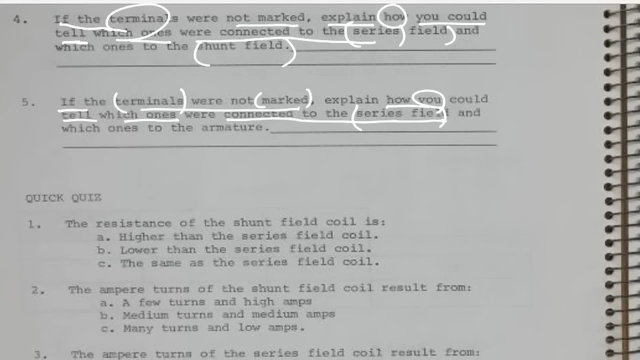 4. If the terminals were not marked, explain how you could
tell which ones were connected to the series field and
which ones to the shunt field.
5. If the terminals were not marked, explain how you could
tell which ones were connected to the series field and
which ones to the armature.
QUICK QUIZ
1. The resistance of the shunt field coil is:
a. Higher than the series field coil.
b. Lower than the series field coil.
c. The same as the series field coil.
2. The ampere turns of the shunt field coil result from:
a. A few turns and high amps
b. Medium turns and medium amps
c. Many turns and low amps.
3. The ampere turns of the series field coil result from: